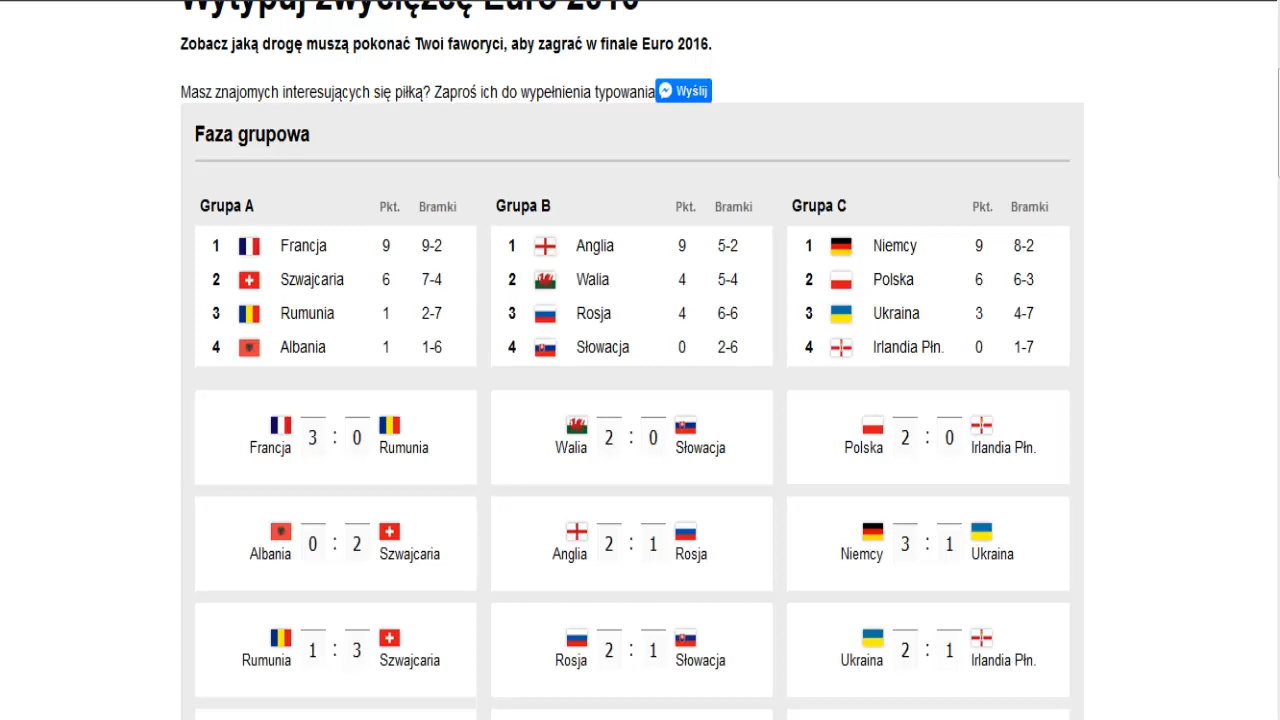 Wytypuj zwycięzcę Euro 2016
Zobacz jaką drogę muszą pokonać Twoi faworyci, aby zagrać w finale Euro 2016.
Masz znajomych interesujących się piłką? Zaproś ich do wypełnienia typowania Wyślij
Faza grupowa
Grupa A Pkt. Bramki
1 Francja 9 9-2
2 Szwajcaria 6 7-4
3 Rumunia 1 2-7
4 Albania 1 1-6
Grupa B Pkt. Bramki
1 Anglia 9 5-2
2 Walia 4 5-4
3 Rosja 4 6-6
4 Słowacja 0 2-6
Grupa C Pkt. Bramki
1 Niemcy 9 8-2
2 Polska 6 6-3
3 Ukraina 3 4-7
4 Irlandia Płn. 0 1-7
Francja 3 : 0 Rumunia
Walia 2 : 0 Słowacja
Polska 2 : 0 Irlandia Płn.
Albania 0 : 2 Szwajcaria
Anglia 2 : 1 Rosja
Niemcy 3 : 1 Ukraina
Rumunia 1 : 3 Szwajcaria
Rosja 2 : 1 Słowacja
Ukraina 2 : 1 Irlandia Płn.